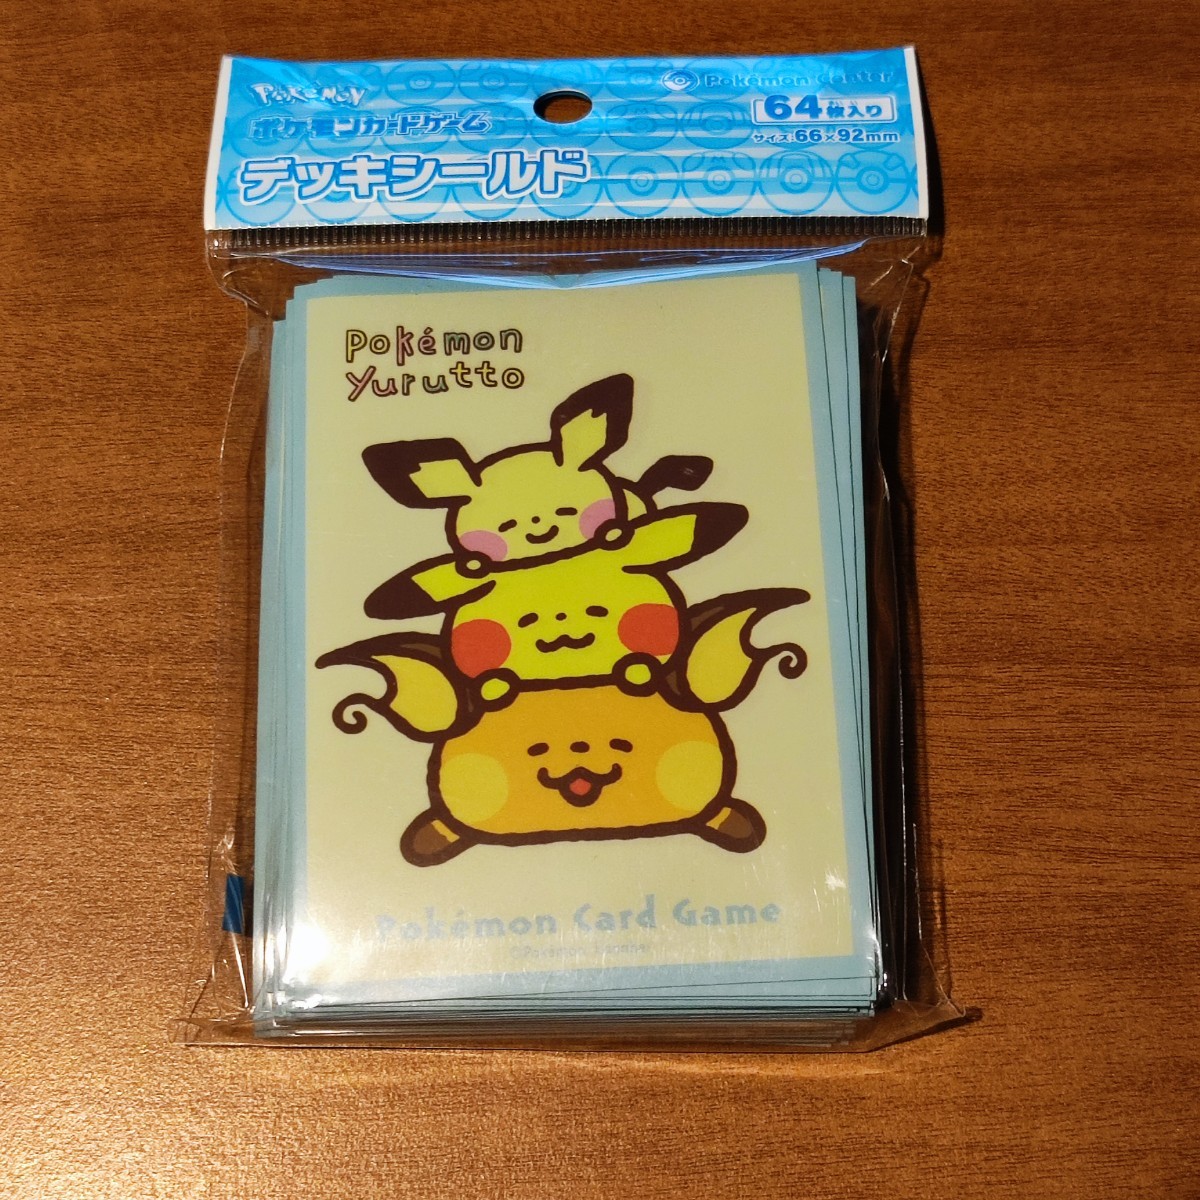 Pokémon
ポケモンカードゲーム
デッキシールド
Pokémon Center
64枚入り
サイズ:66×92mm
Pokémon
Yurutto
Pokémon Card Game
©Pokémon